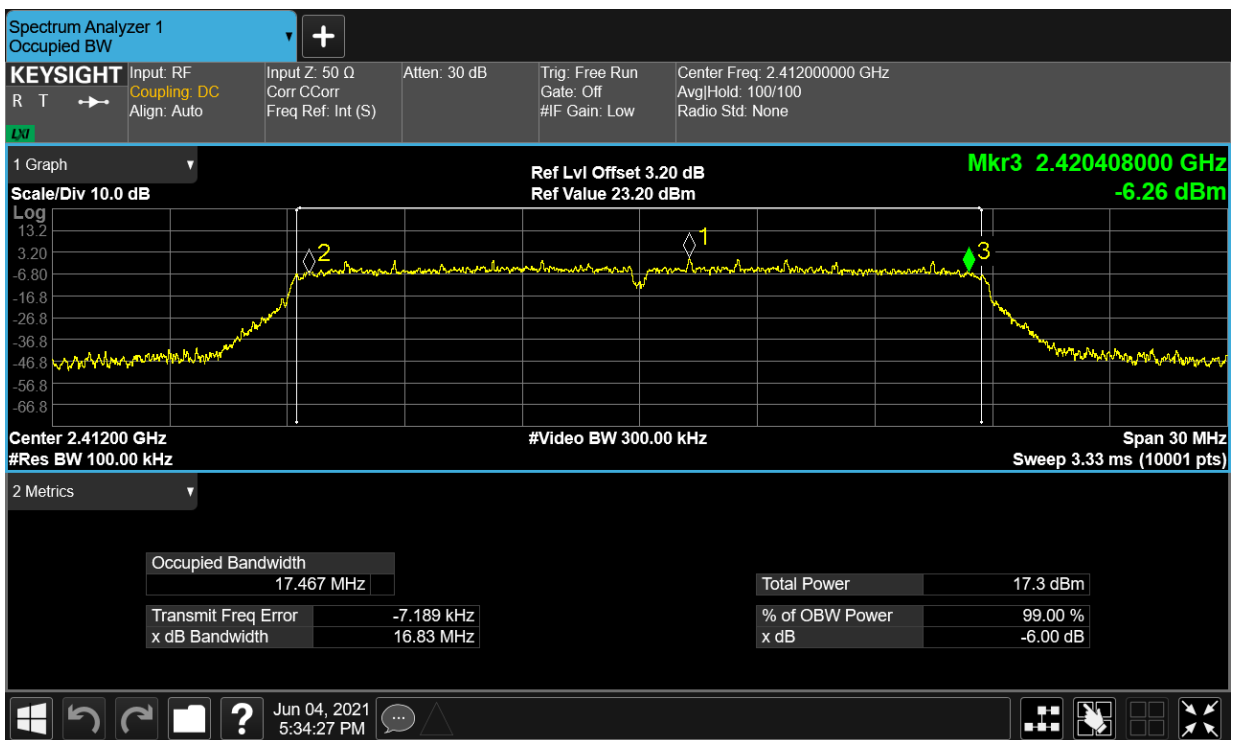 Spectrum Analyzer 1
Occupied BW
KEYSIGHT
R T
LXI
Input: RF
Coupling: DC
Align: Auto
Input Z: 50 Ω
Corr CCorr
Freq Ref: Int (S)
Atten: 30 dB
Trig: Free Run
Gate: Off
#IF Gain: Low
Center Freq: 2.412000000 GHz
Avg|Hold: 100/100
Radio Std: None
1 Graph
Scale/Div 10.0 dB
Ref Lvl Offset 3.20 dB
Ref Value 23.20 dBm
Mkr3 2.420408000 GHz
-6.26 dBm
Log
13.2
3.20
-6.80
-16.8
-26.8
-36.8
-46.8
-56.8
-66.8
2
1
3
Center 2.41200 GHz
#Res BW 100.00 kHz
#Video BW 300.00 kHz
Span 30 MHz
Sweep 3.33 ms (10001 pts)
2 Metrics
Occupied Bandwidth
17.467 MHz
Transmit Freq Error -7.189 kHz
x dB Bandwidth 16.83 MHz
Total Power 17.3 dBm
% of OBW Power 99.00 %
x dB -6.00 dB
?
Jun 04, 2021
5:34:27 PM